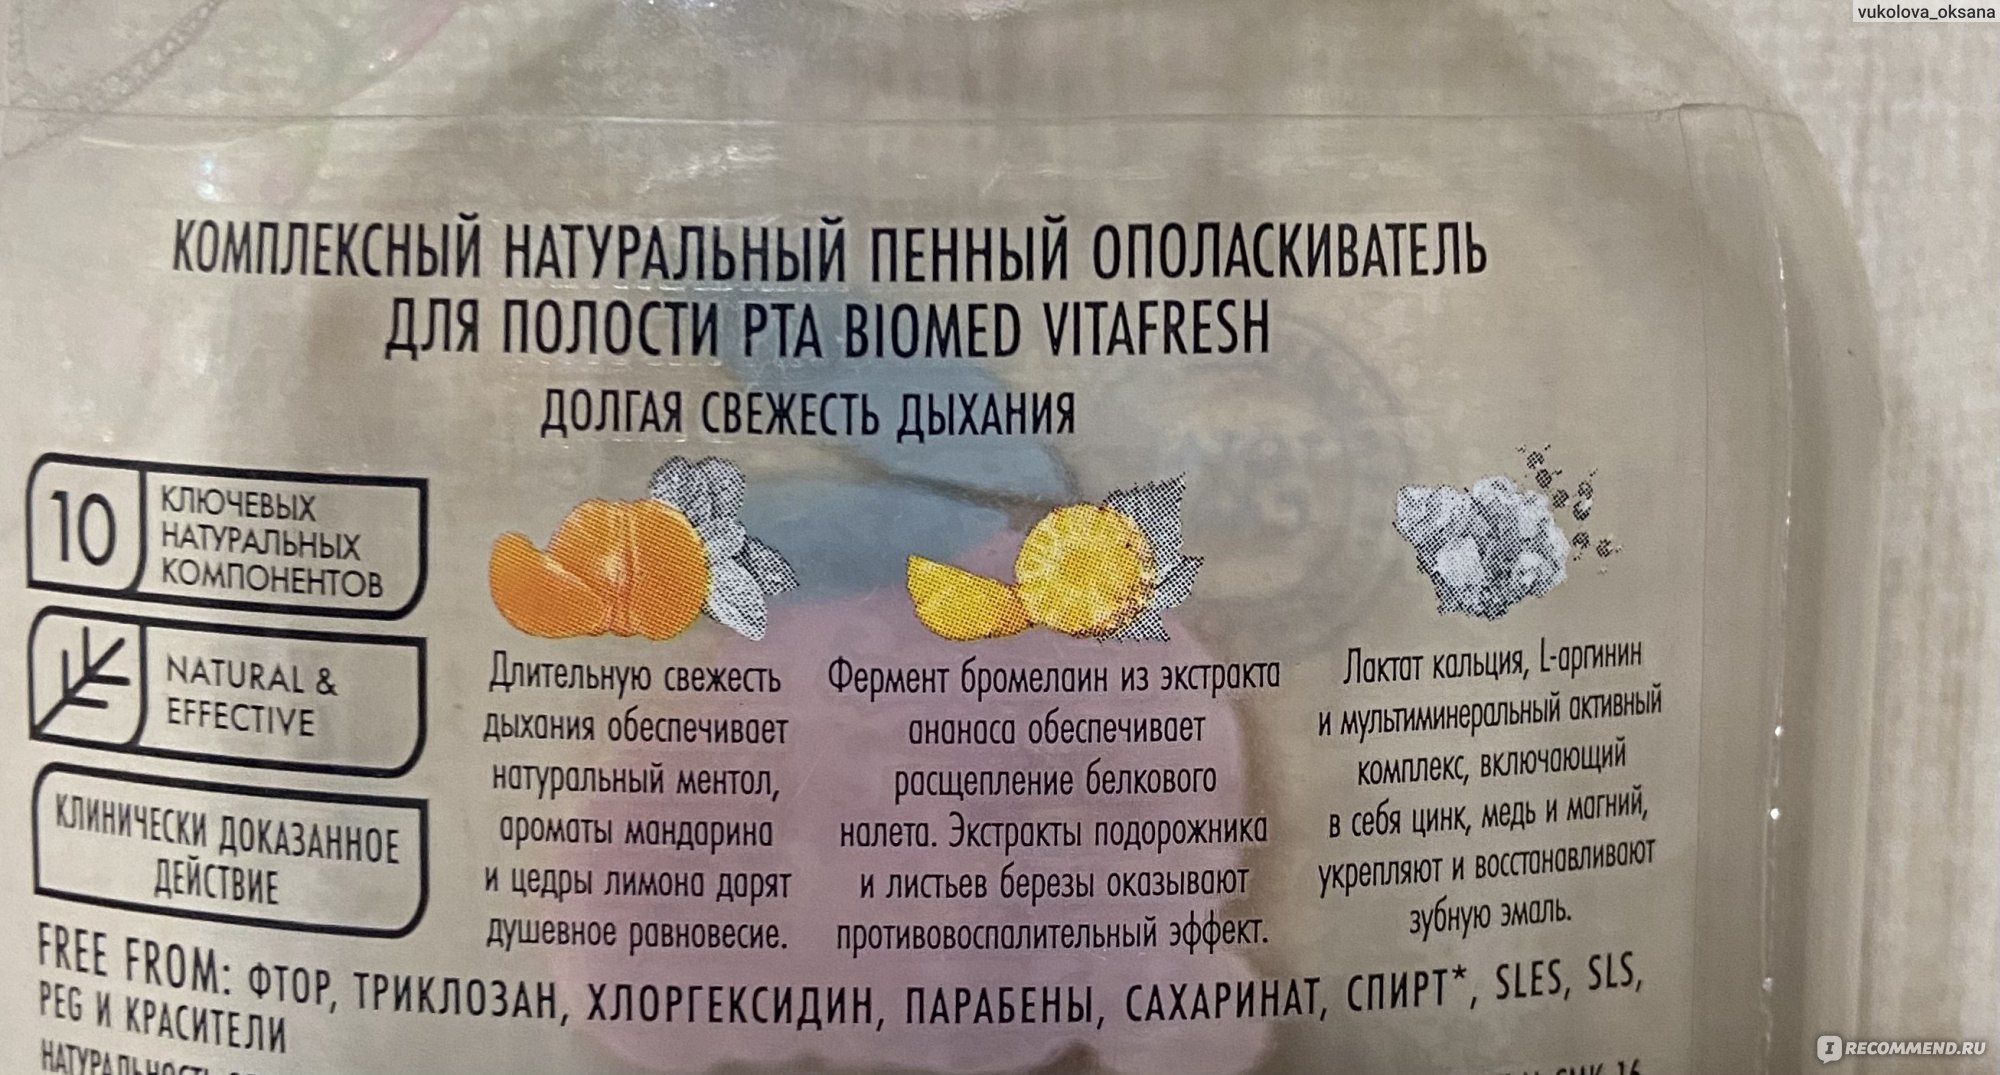 vukolova_oksana
КОМПЛЕКСНЫЙ НАТУРАЛЬНЫЙ ПЕННЫЙ ОПОЛАСКИВАТЕЛЬ
ДЛЯ ПОЛОСТИ РТА BIOMED VITAFRESH
ДОЛГАЯ СВЕЖЕСТЬ ДЫХАНИЯ
10
КЛЮЧЕВЫХ
НАТУРАЛЬНЫХ
КОМПОНЕНТОВ
NATURAL &
EFFECTIVE
КЛИНИЧЕСКИ ДОКАЗАННОЕ
ДЕЙСТВИЕ
Длительную свежесть
дыхания обеспечивает
натуральный ментол,
ароматы мандарина
и цедры лимона дарят
душевное равновесие.
Фермент бромелаин из экстракта
ананаса обеспечивает
расщепление белкового
налета. Экстракты подорожника
и листьев березы оказывают
противовоспалительный эффект.
Лактат кальция, L-аргинин
и мультиминеральный активный
комплекс, включающий
в себя цинк, медь и магний,
укрепляют и восстанавливают
зубную эмаль.
FREE FROM: ФТОР, ТРИКЛОЗАН, ХЛОРГЕКСИДИН, ПАРАБЕНЫ, САХАРИНАТ, СПИРТ*, SLES, SLS,
PEG И КРАСИТЕЛИ
IRECOMMEND.RU